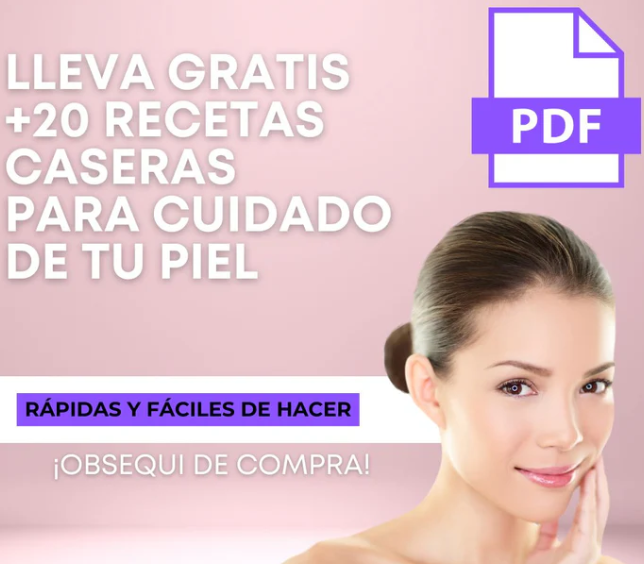 LLEVA GRATIS
+20 RECETAS
CASERAS
PARA CUIDADO
DE TU PIEL
PDF
RÁPIDAS Y FÁCILES DE HACER
¡OBSEQUI DE COMPRA!